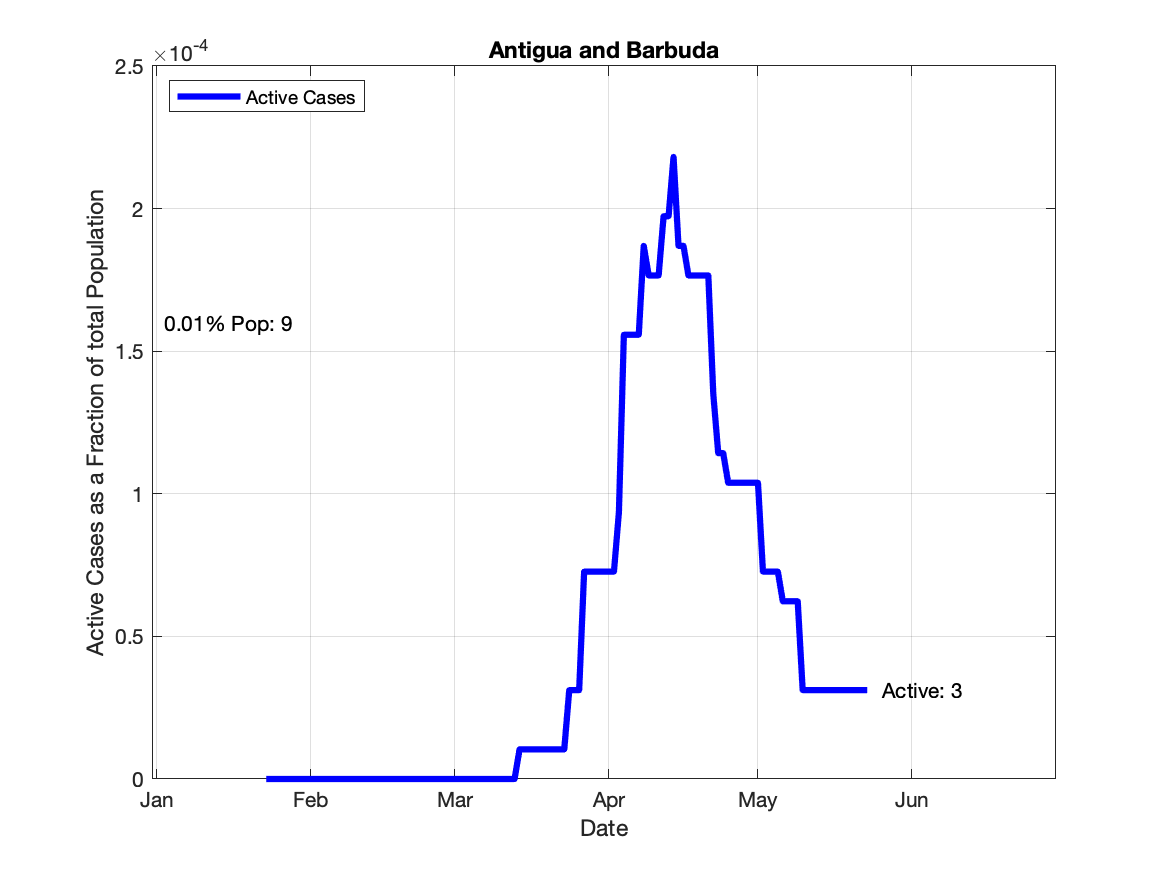 Antigua and Barbuda
×10⁻⁴
2.5
2
1.5
1
0.5
0
Active Cases as a Fraction of total Population
Active Cases
0.01% Pop: 9
Active: 3
Jan Feb Mar Apr May Jun
Date